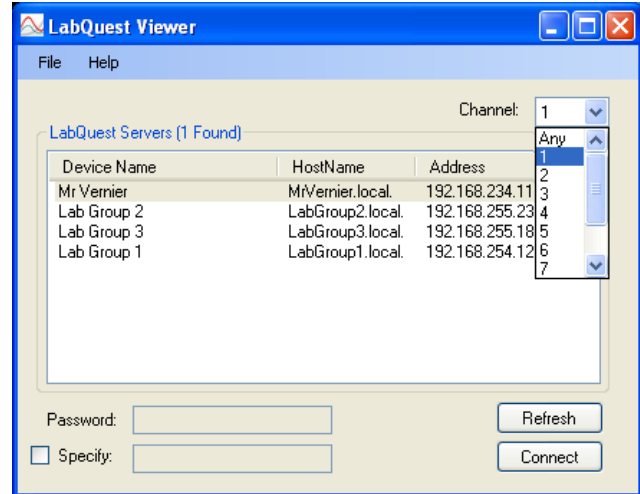 LabQuest Viewer
File Help
Channel: 1
LabQuest Servers (1 Found)
Any
1
2
3
4
5
6
7
Device Name HostName Address
Mr Vernier MrVernier.local. 192.168.234.11
Lab Group 2 LabGroup2.local. 192.168.255.23
Lab Group 3 LabGroup3.local. 192.168.255.18
Lab Group 1 LabGroup1.local. 192.168.254.12
Password:
Refresh
Specify:
Connect